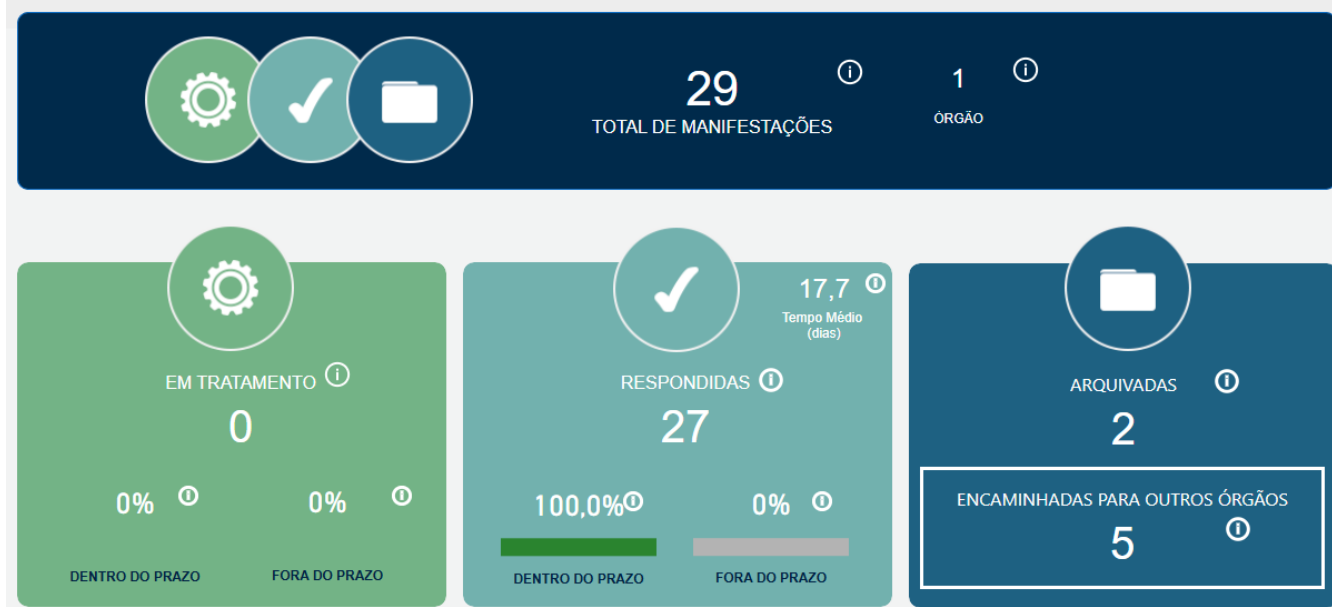 29
TOTAL DE MANIFESTAÇÕES
1
ÓRGÃO
EM TRATAMENTO
0
0%
0%
DENTRO DO PRAZO
FORA DO PRAZO
17,7
Tempo Médio
(dias)
RESPONDIDAS
27
100,0%
0%
DENTRO DO PRAZO
FORA DO PRAZO
ARQUIVADAS
2
ENCAMINHADAS PARA OUTROS ÓRGÃOS
5